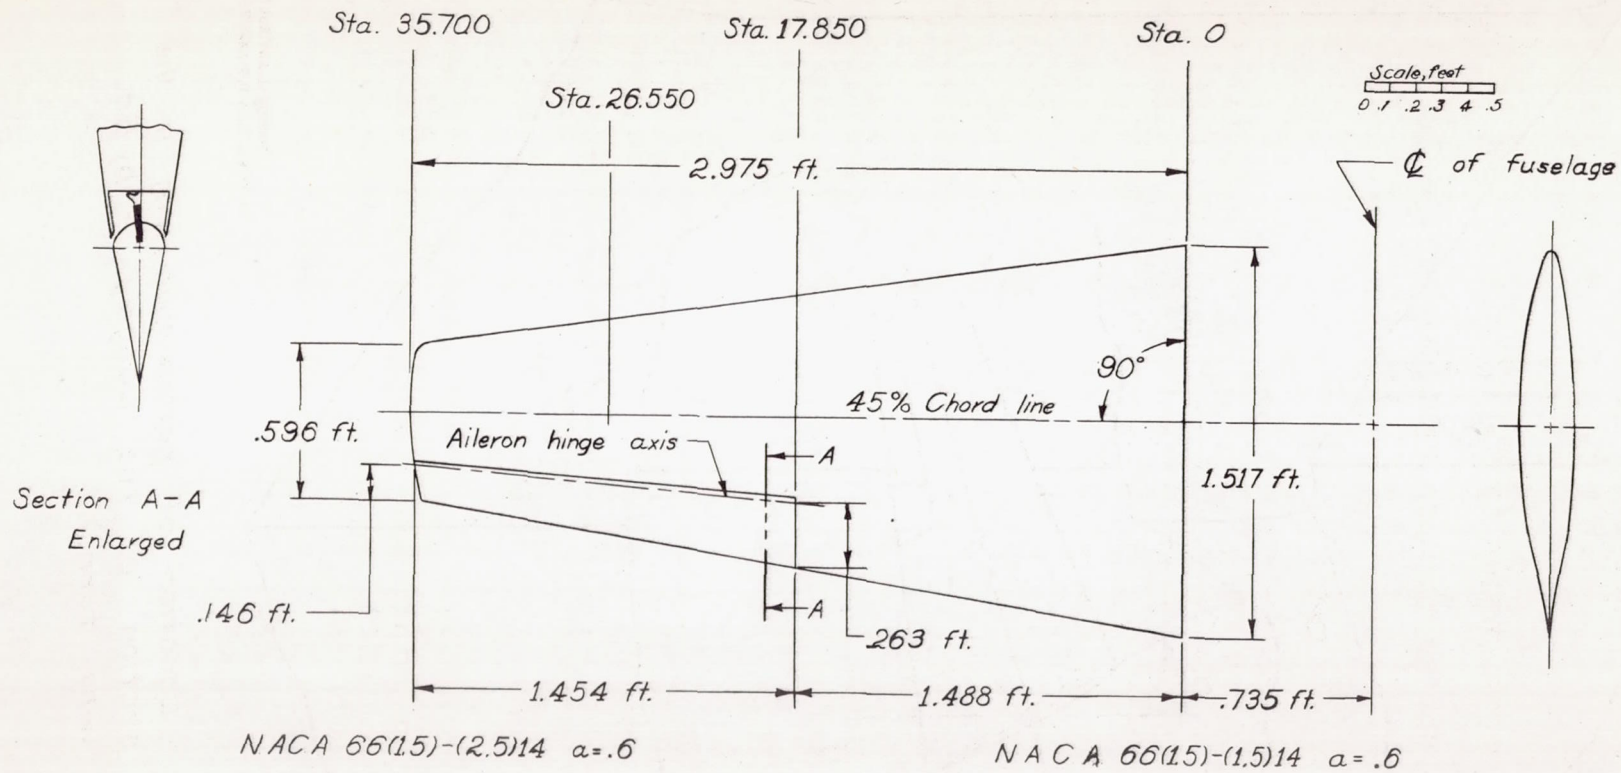 Sta. 35.700
Sta. 17.850
Sta. 0
Scale, feet
0 .1 .2 .3 4 .5
Sta. 26.550
2.975 ft.
℄ of fuselage
90°
45% Chord line
.596 ft.
Aileron hinge axis
A
1.517 ft.
Section A-A
Enlarged
.146 ft.
A
.263 ft.
1.454 ft.
1.488 ft.
.735 ft.
NACA 66(1.5)-(2.5)14 a=.6
NACA 66(1.5)-(1.5)14 a=.6